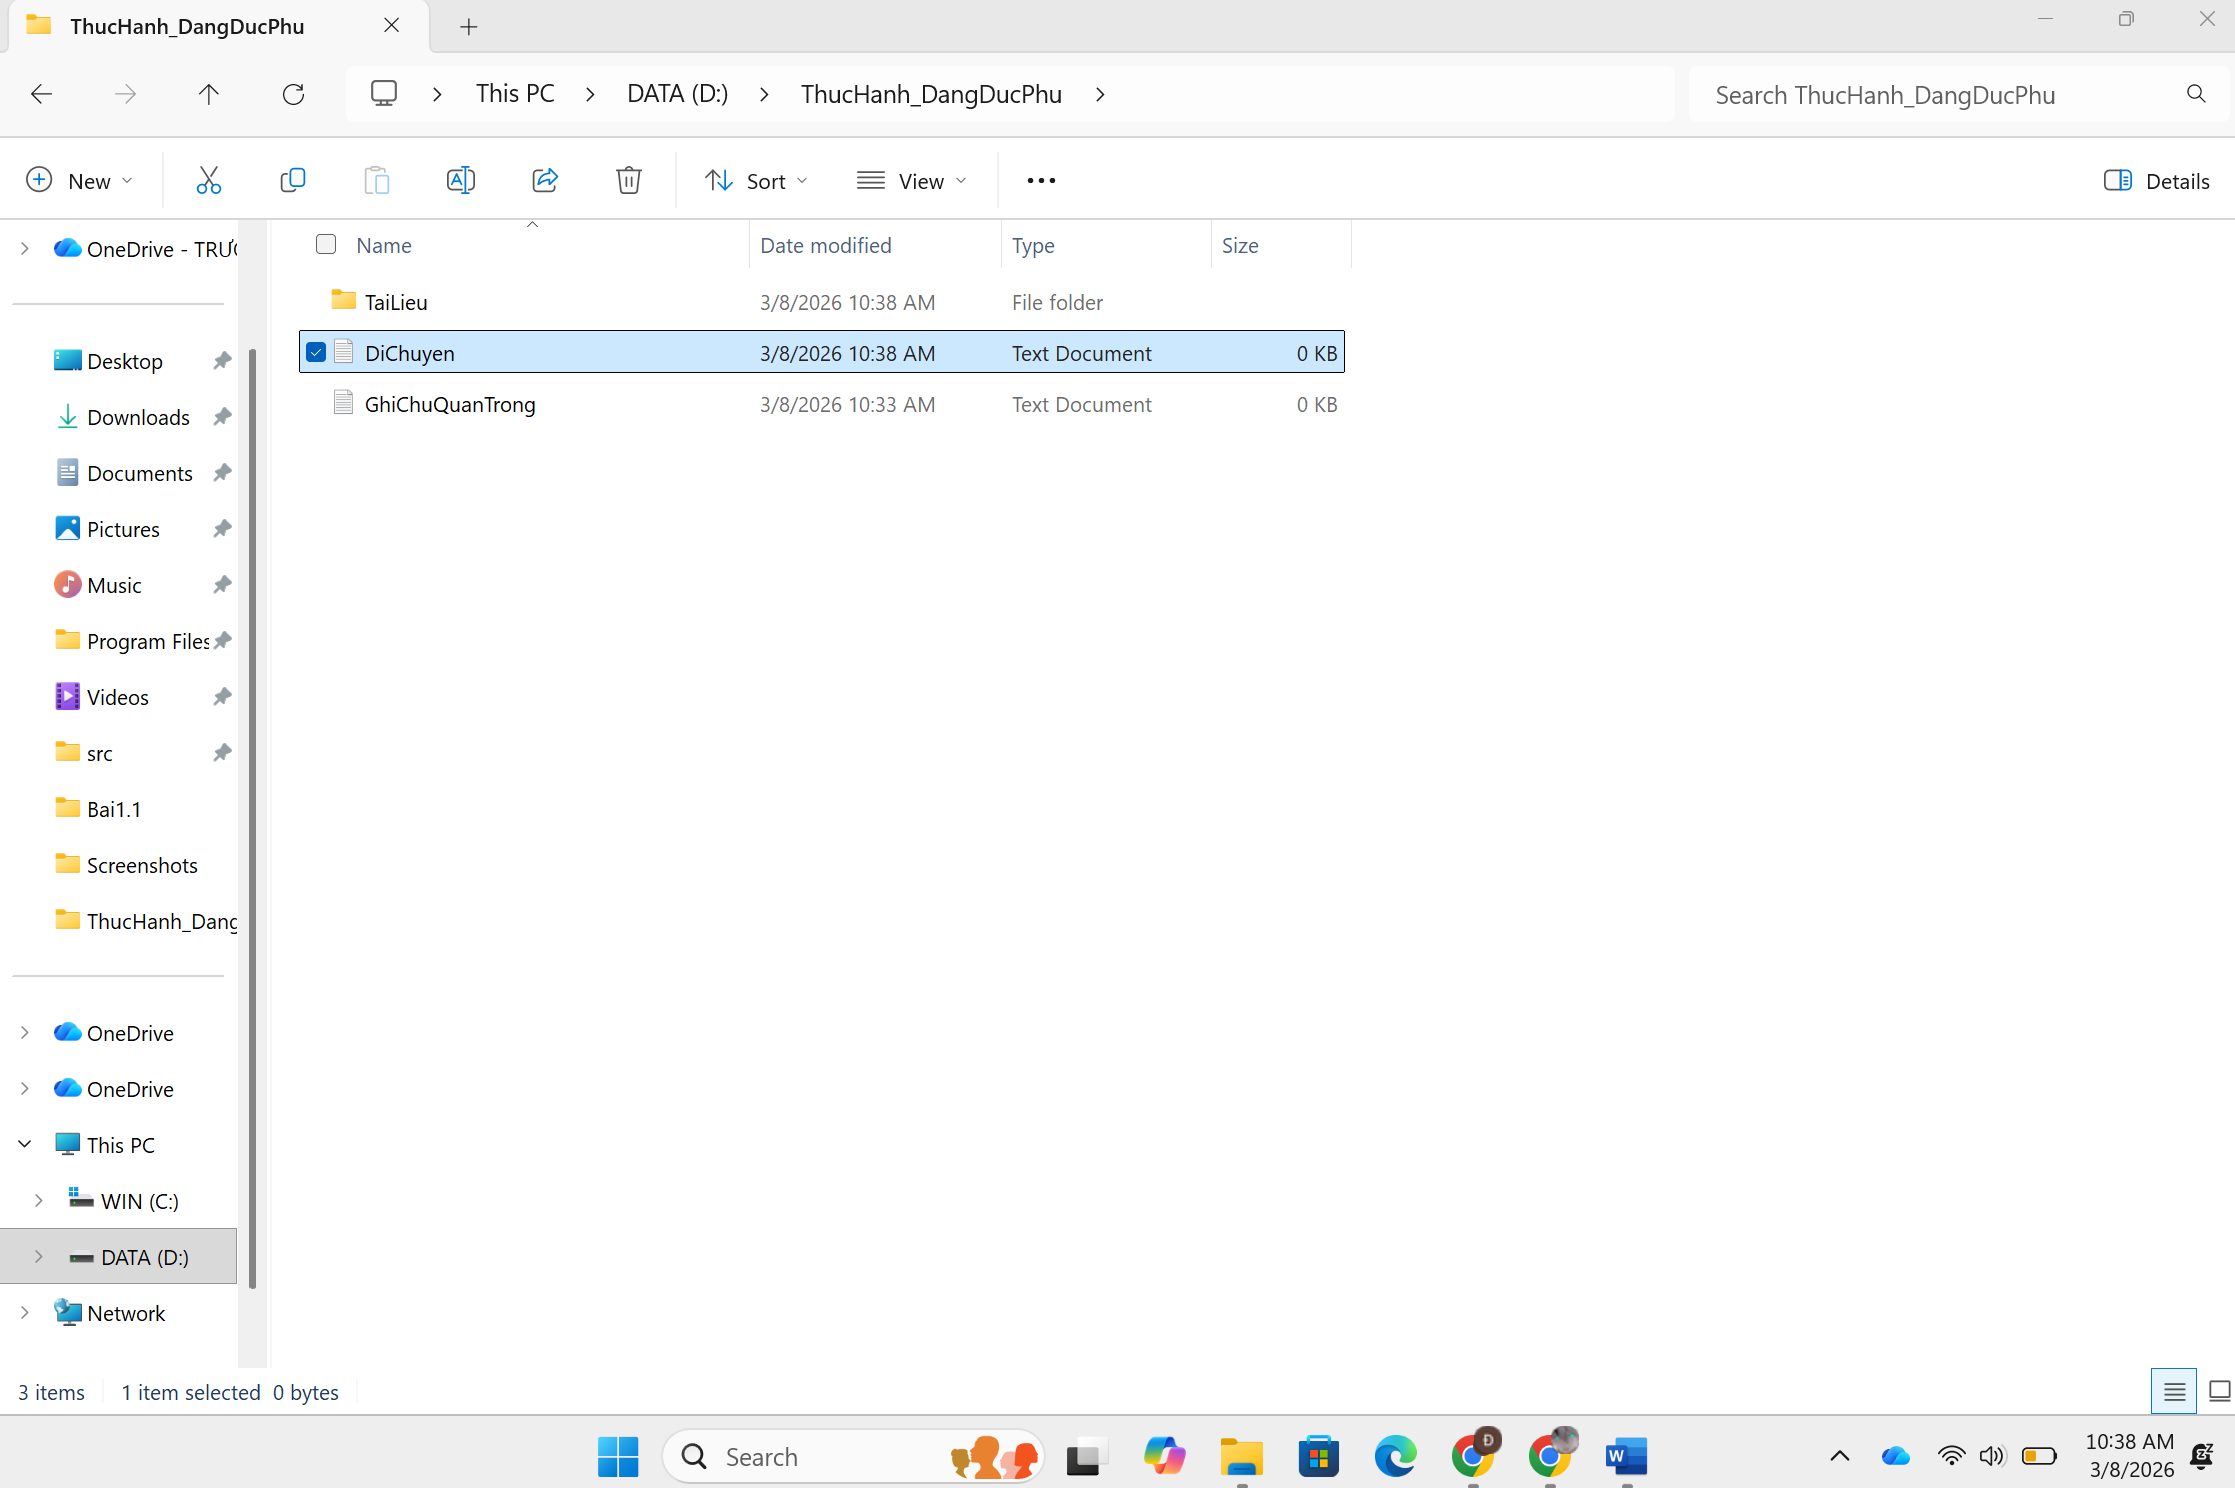 ThucHanh_DangDucPhu
This PC > DATA (D:) > ThucHanh_DangDucPhu >
Search ThucHanh_DangDucPhu
New
Sort
View
Details
OneDrive - TRƯ
Desktop
Downloads
Documents
Pictures
Music
Program Files
Videos
src
Bai1.1
Screenshots
ThucHanh_Dang
OneDrive
OneDrive
This PC
WIN (C:)
DATA (D:)
Network
Name Date modified Type Size
TaiLieu 3/8/2026 10:38 AM File folder
DiChuyen 3/8/2026 10:38 AM Text Document 0 KB
GhiChuQuanTrong 3/8/2026 10:33 AM Text Document 0 KB
3 items 1 item selected 0 bytes
Search
10:38 AM
3/8/2026